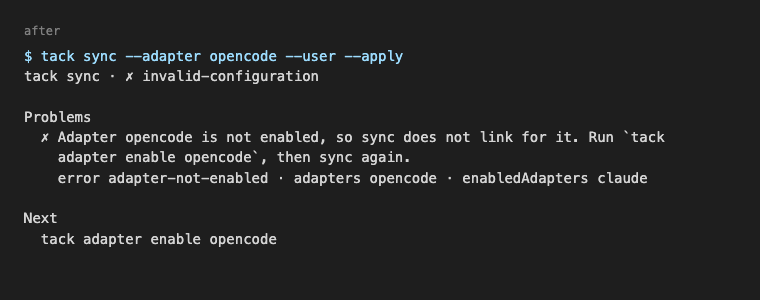 after
$ tack sync --adapter opencode --user --apply
tack sync · ✗ invalid-configuration
Problems
✗ Adapter opencode is not enabled, so sync does not link for it. Run `tack
adapter enable opencode`, then sync again.
error adapter-not-enabled · adapters opencode · enabledAdapters claude
Next
tack adapter enable opencode